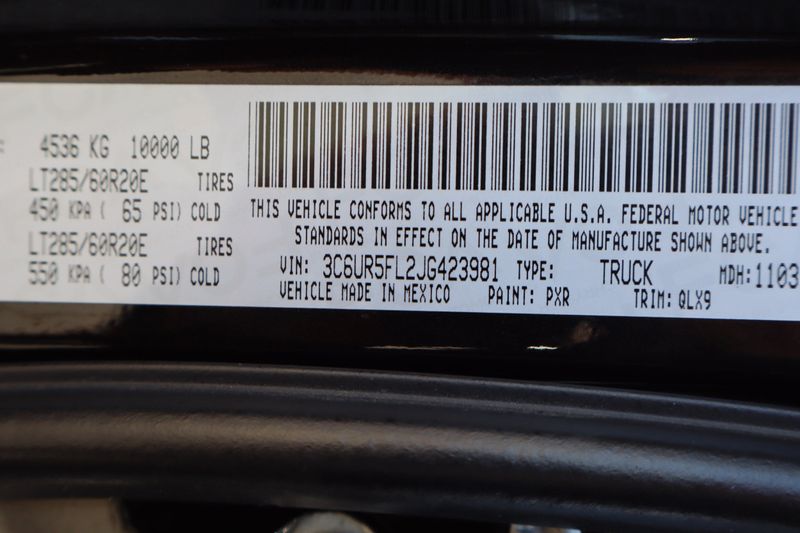 4536 KG 10000 LB
LT285/60R20E TIRES
450 KPA ( 65 PSI) COLD
LT285/60R20E TIRES
550 KPA ( 80 PSI) COLD
THIS VEHICLE CONFORMS TO ALL APPLICABLE U.S.A. FEDERAL MOTOR VEHICLE
STANDARDS IN EFFECT ON THE DATE OF MANUFACTURE SHOWN ABOVE.
VIN: 3C6UR5FL2JG423981 TYPE: TRUCK MDH:1103
VEHICLE MADE IN MEXICO PAINT: PXR TRIM: QLX9